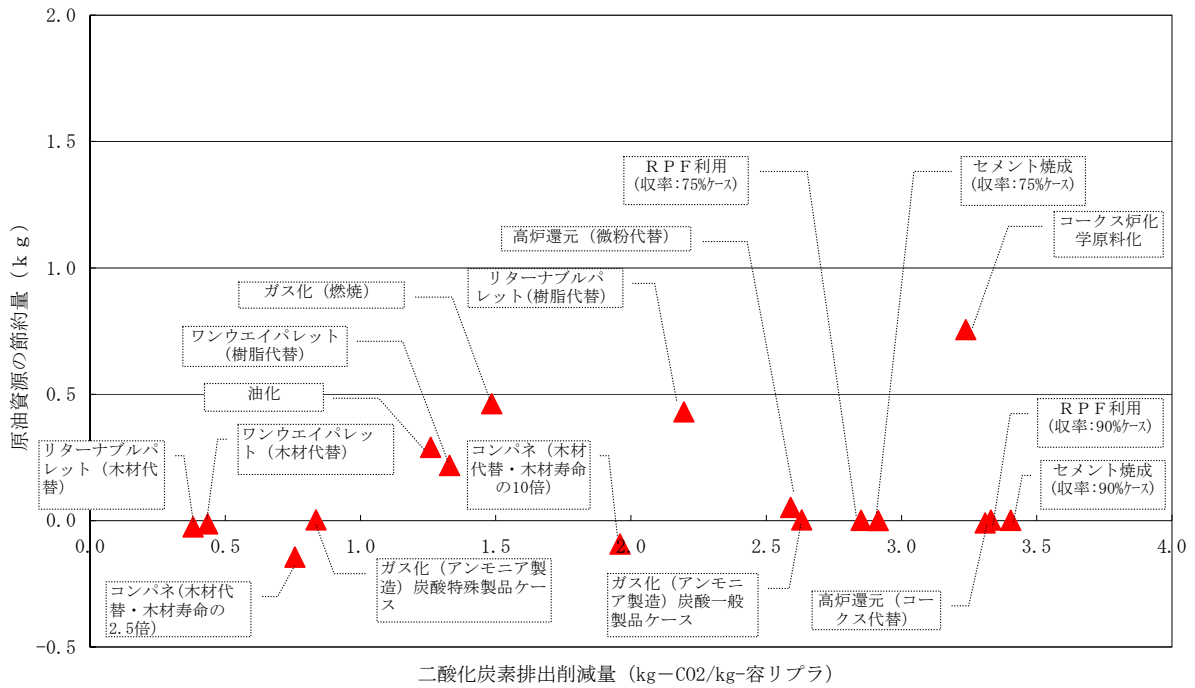 2.0
1.5
1.0
0.5
0.0
-0.5
原油資源の節約量（ｋｇ）
0.0
0.5
1.0
1.5
2.0
2.5
3.0
3.5
4.0
二酸化炭素排出削減量（kg－CO2/kg-容リプラ）
ＲＰＦ利用
(収率:75%ｹｰｽ)
セメント焼成
(収率:75%ケース)
コークス炉化
学原料化
高炉還元（微粉代替）
リターナブルパ
レット(樹脂代替)
ガス化（燃焼）
ワンウエイパレット
(樹脂代替)
油化
リターナブルパ
レット（木材代
替）
ワンウエイパレッ
ト（木材代替）
コンパネ（木材
代替・木材寿命
の10倍）
ＲＰＦ利用
(収率:90%ケース)
セメント焼成
(収率:90%ｹｰｽ)
コンパネ(木材代
替・木材寿命の
2.5倍）
ガス化（アンモニア製
造）炭酸特殊製品ケー
ス
ガス化（アンモニ
ア製造）炭酸一般
製品ケース
高炉還元（コー
クス代替）